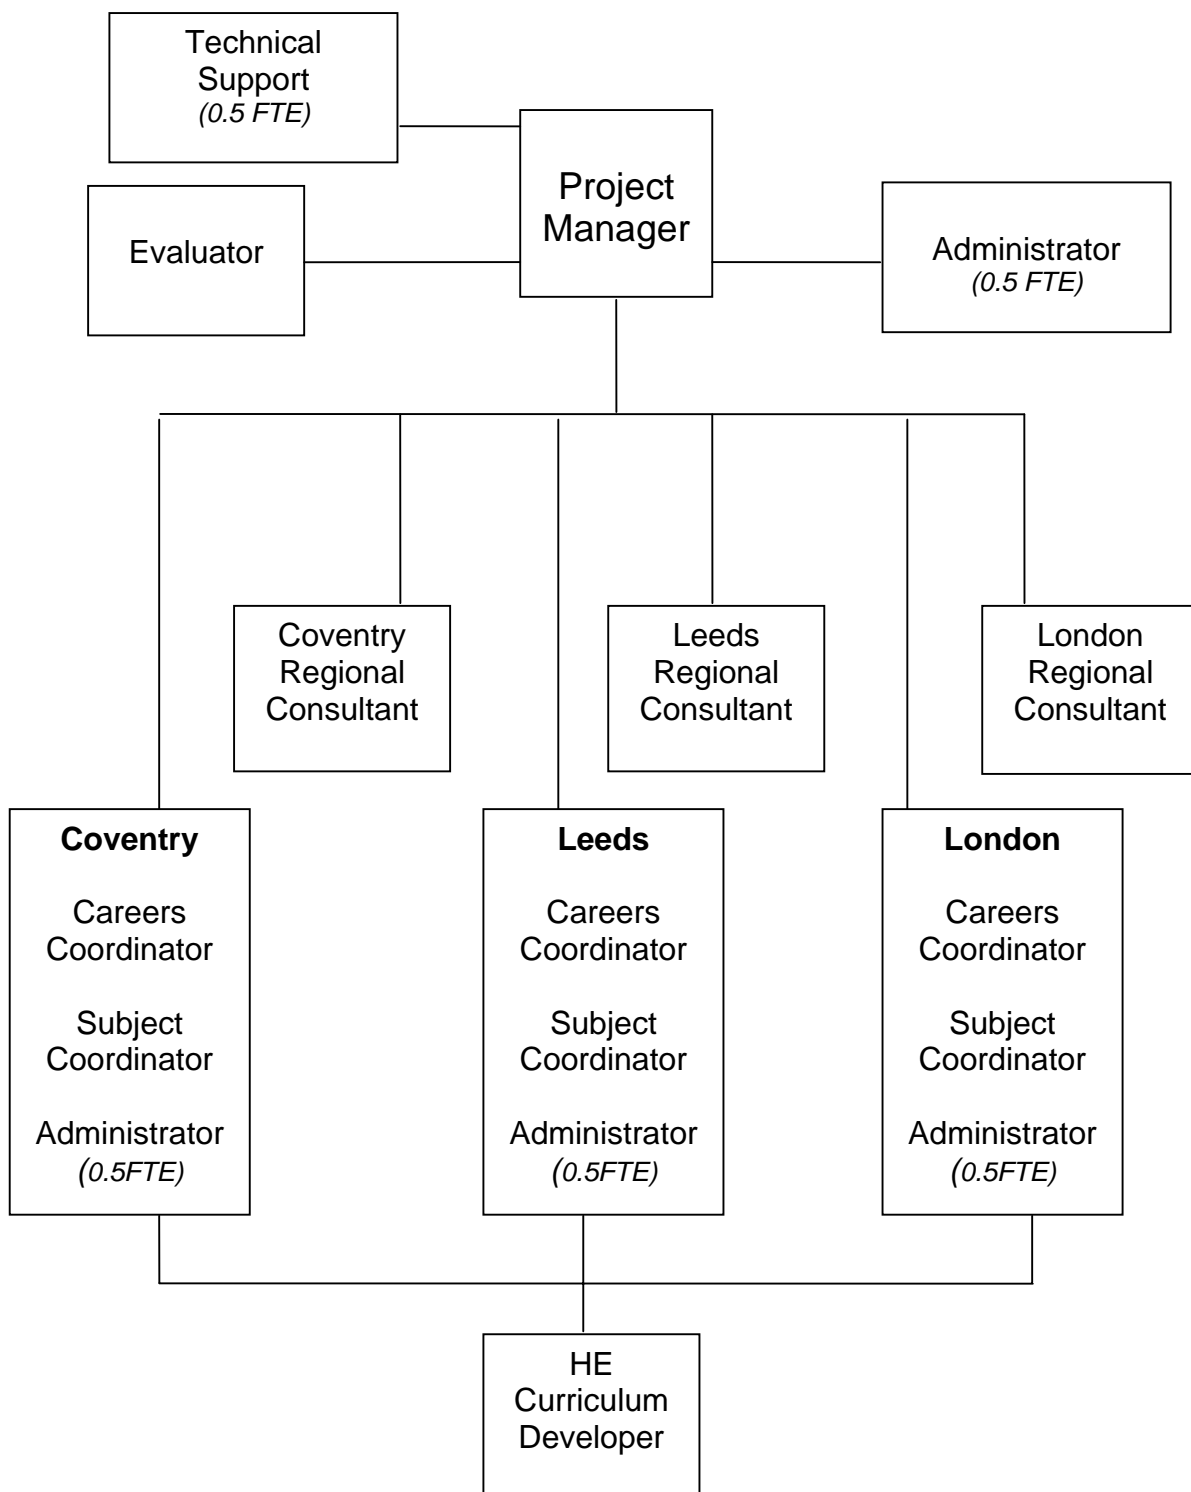 Technical
Support
(0.5 FTE)
Project
Manager
Evaluator
Administrator
(0.5 FTE)
Coventry
Regional
Consultant
Leeds
Regional
Consultant
London
Regional
Consultant
Coventry
Careers
Coordinator
Subject
Coordinator
Administrator
(0.5FTE)
Leeds
Careers
Coordinator
Subject
Coordinator
Administrator
(0.5FTE)
London
Careers
Coordinator
Subject
Coordinator
Administrator
(0.5FTE)
HE
Curriculum
Developer